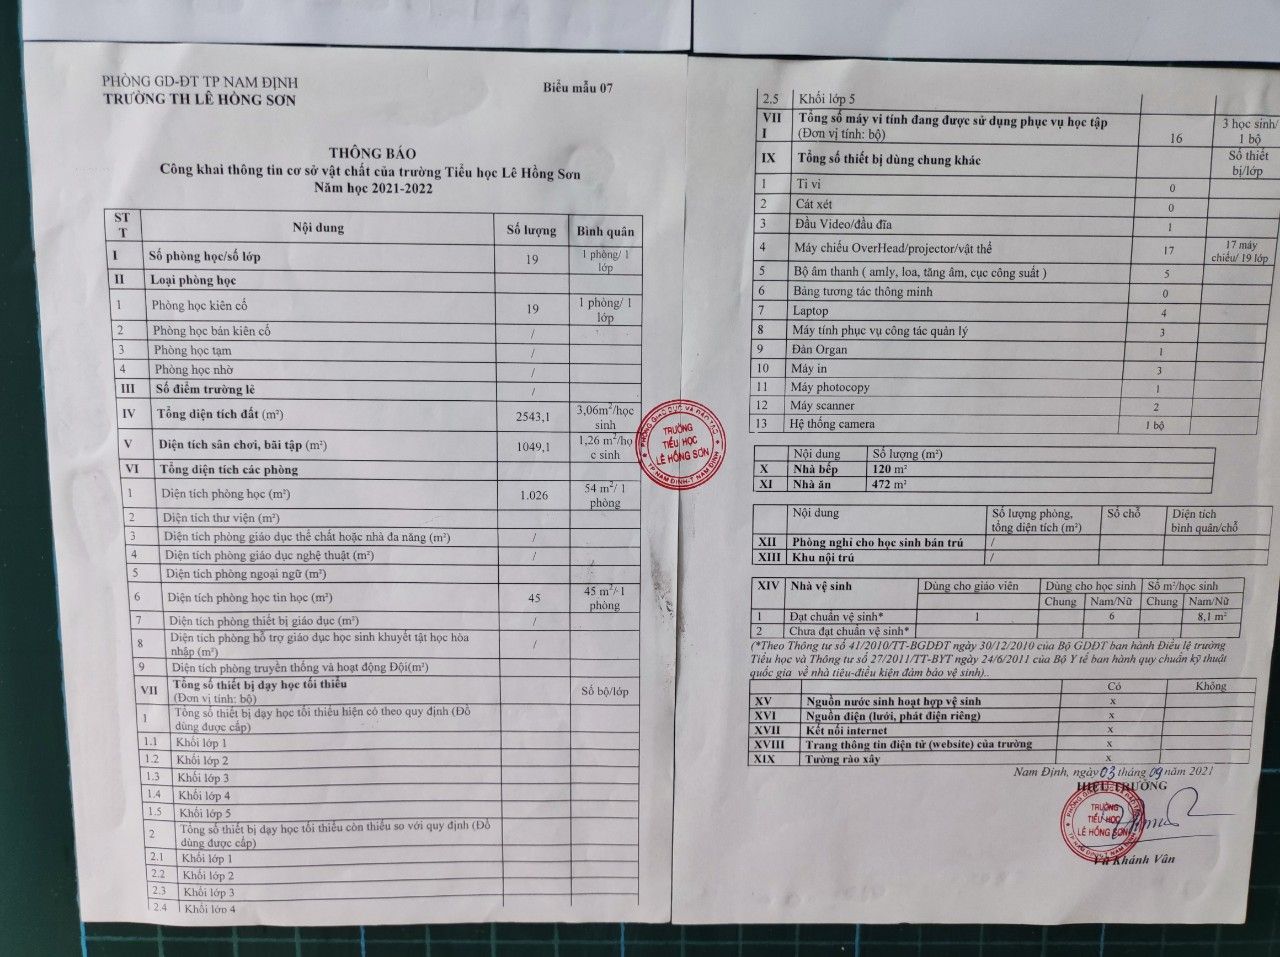 PHÒNG GD-ĐT TP NAM ĐỊNH
TRƯỜNG TH LÊ HỒNG SƠN
Biểu mẫu 07
THÔNG BÁO
Công khai thông tin cơ sở vật chất của trường Tiểu học Lê Hồng Sơn
Năm học 2021-2022
STT Nội dung Số lượng Bình quân
I Số phòng học/số lớp 19 1 phòng/ 1 lớp
II Loại phòng học
1 Phòng học kiên cố 19 1 phòng/ 1 lớp
2 Phòng học bán kiên cố /
3 Phòng học tạm /
4 Phòng học nhờ /
III Số điểm trường lẻ /
IV Tổng diện tích đất (m²) 2543,1 3,06m²/học sinh
V Diện tích sân chơi, bãi tập (m²) 1049,1 1,26 m²/học sinh
VI Tổng diện tích các phòng
1 Diện tích phòng học (m²) 1.026 54 m²/ 1 phòng
2 Diện tích thư viện (m²)
3 Diện tích phòng giáo dục thể chất hoặc nhà đa năng (m²) /
4 Diện tích phòng giáo dục nghệ thuật (m²) /
5 Diện tích phòng ngoại ngữ (m²)
6 Diện tích phòng học tin học (m²) 45 45 m²/ 1 phòng
7 Diện tích phòng thiết bị giáo dục (m²) /
8 Diện tích phòng hỗ trợ giáo dục học sinh khuyết tật học hòa nhập (m²) /
9 Diện tích phòng truyền thống và hoạt động Đội(m²)
VII Tổng số thiết bị dạy học tối thiểu Số bộ/lớp
(Đơn vị tính: bộ)
1 Tổng số thiết bị dạy học tối thiểu hiện có theo quy định (Đồ dùng được cấp)
1.1 Khối lớp 1
1.2 Khối lớp 2
1.3 Khối lớp 3
1.4 Khối lớp 4
1.5 Khối lớp 5
2 Tổng số thiết bị dạy học tối thiểu còn thiếu so với quy định (Đồ dùng được cấp)
2.1 Khối lớp 1
2.2 Khối lớp 2
2.3 Khối lớp 3
2.4 Khối lớp 4
2.5 Khối lớp 5
VIII Tổng số máy vi tính đang được sử dụng phục vụ học tập 16 3 học sinh/ 1 bộ
(Đơn vị tính: bộ)
IX Tổng số thiết bị dùng chung khác Số thiết bị/lớp
1 Ti vi 0
2 Cát xét 0
3 Đầu Video/đầu đĩa 1
4 Máy chiếu OverHead/projector/vật thể 17 17 máy chiếu/ 19 lớp
5 Bộ âm thanh ( amly, loa, tăng âm, cục công suất ) 5
6 Bảng tương tác thông minh 0
7 Laptop 4
8 Máy tính phục vụ công tác quản lý 3
9 Đàn Organ 1
10 Máy in 3
11 Máy photocopy 1
12 Máy scanner 2
13 Hệ thống camera 1 bộ
Nội dung Số lượng (m²)
X Nhà bếp 120 m²
XI Nhà ăn 472 m²
Nội dung Số lượng phòng, tổng diện tích (m²) Số chỗ Diện tích bình quân/chỗ
XII Phòng nghỉ cho học sinh bán trú /
XIII Khu nội trú /
XIV Nhà vệ sinh Dùng cho giáo viên Dùng cho học sinh Số m²/học sinh
Chung Nam/Nữ Chung Nam/Nữ
1 Đạt chuẩn vệ sinh* 1 6 8,1 m²
2 Chưa đạt chuẩn vệ sinh*
(*Theo Thông tư số 41/2010/TT-BGDĐT ngày 30/12/2010 của Bộ GDĐT ban hành Điều lệ trường
Tiểu học và Thông tư số 27/2011/TT-BYT ngày 24/6/2011 của Bộ Y tế ban hành quy chuẩn kỹ thuật
quốc gia về nhà tiêu-điều kiện đảm bảo vệ sinh)..
Có Không
XV Nguồn nước sinh hoạt hợp vệ sinh x
XVI Nguồn điện (lưới, phát điện riêng) x
XVII Kết nối internet x
XVIII Trang thông tin điện tử (website) của trường x
XIX Tường rào xây x
Nam Định, ngày 03 tháng 09 năm 2021
HIỆU TRƯỞNG
Vũ Khánh Vân
PHÒNG GIÁO DỤC VÀ ĐÀO TẠO
TRƯỜNG
TIỂU HỌC
LÊ HỒNG SƠN
TP NAM ĐỊNH-T NAM ĐỊNH
PHÒNG GIÁO DỤC VÀ ĐÀO TẠO
TRƯỜNG
TIỂU HỌC
LÊ HỒNG SƠN
TP NAM ĐỊNH-T NAM ĐỊNH